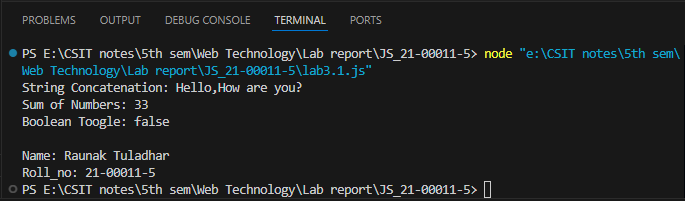 PROBLEMS OUTPUT DEBUG CONSOLE TERMINAL PORTS
PS E:\CSIT notes\5th sem\Web Technology\Lab report\JS_21-00011-5> node "e:\CSIT notes\5th sem\
Web Technology\Lab report\JS_21-00011-5\lab3.1.js"
String Concatenation: Hello,How are you?
Sum of Numbers: 33
Boolean Toogle: false
Name: Raunak Tuladhar
Roll_no: 21-00011-5
PS E:\CSIT notes\5th sem\Web Technology\Lab report\JS_21-00011-5>